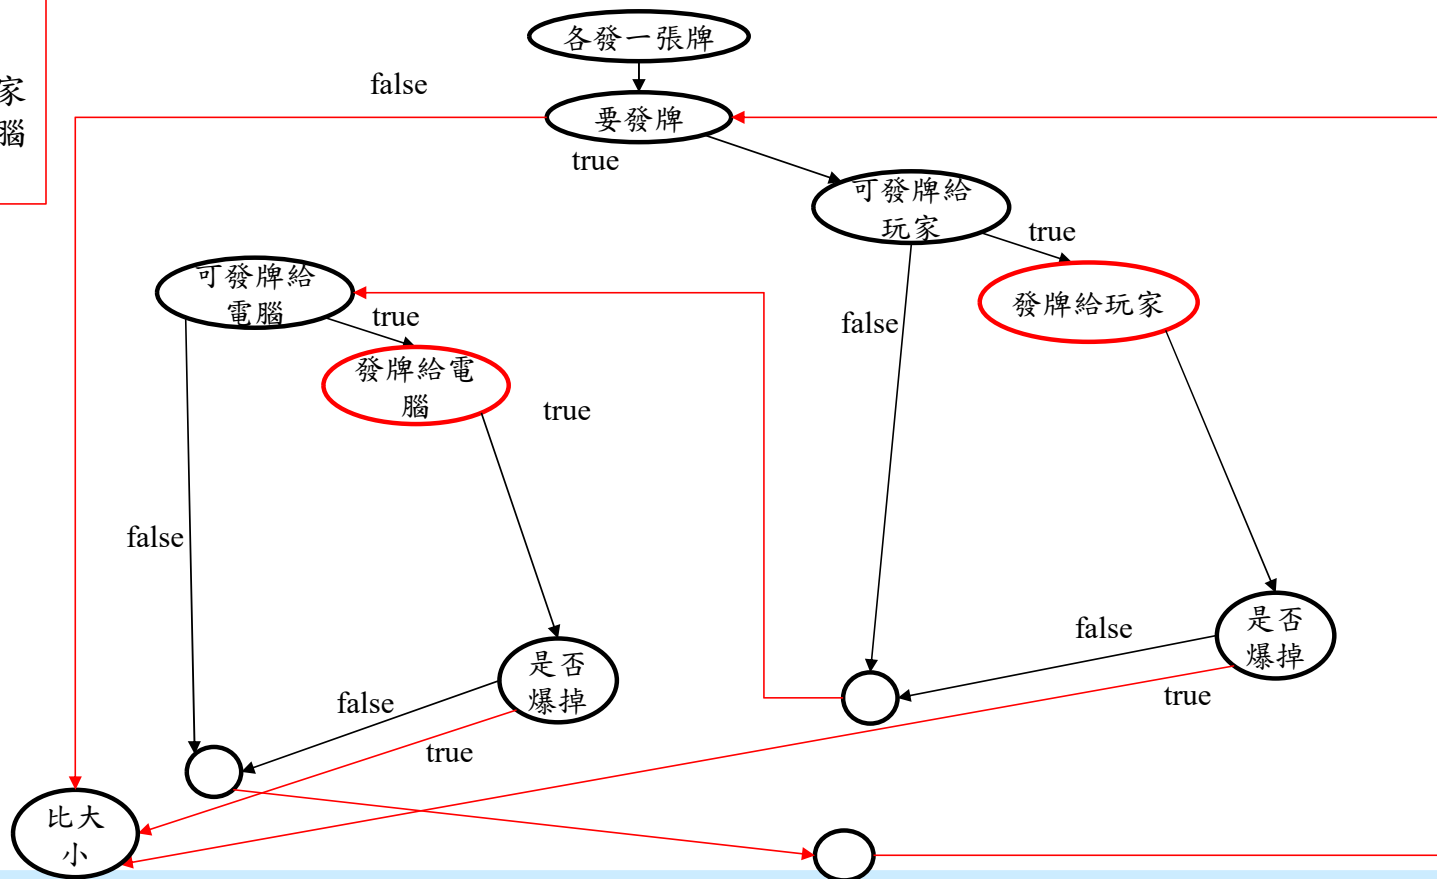 家
腦
各發一張牌
false
要發牌
true
可發牌給
玩家
true
發牌給玩家
false
可發牌給
電腦
true
發牌給電
腦
true
false
是否
爆掉
false
true
是否
爆掉
false
true
比大
小